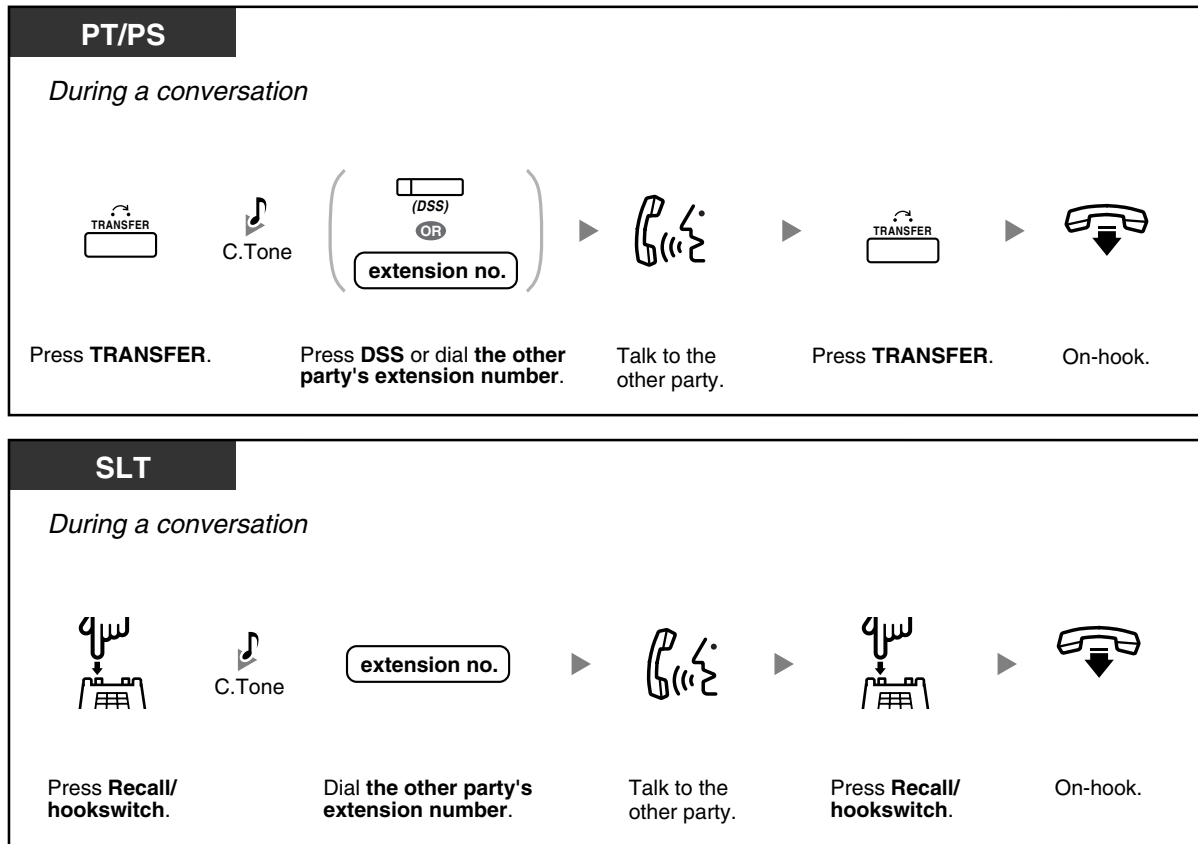 PT/PS
During a conversation
TRANSFER
C.Tone
(DSS)
OR
extension no.
TRANSFER
Press TRANSFER.
Press DSS or dial the other
party's extension number.
Talk to the
other party.
Press TRANSFER.
On-hook.
SLT
During a conversation
C.Tone
extension no.
Press Recall/
hookswitch.
Dial the other party's
extension number.
Talk to the
other party.
Press Recall/
hookswitch.
On-hook.